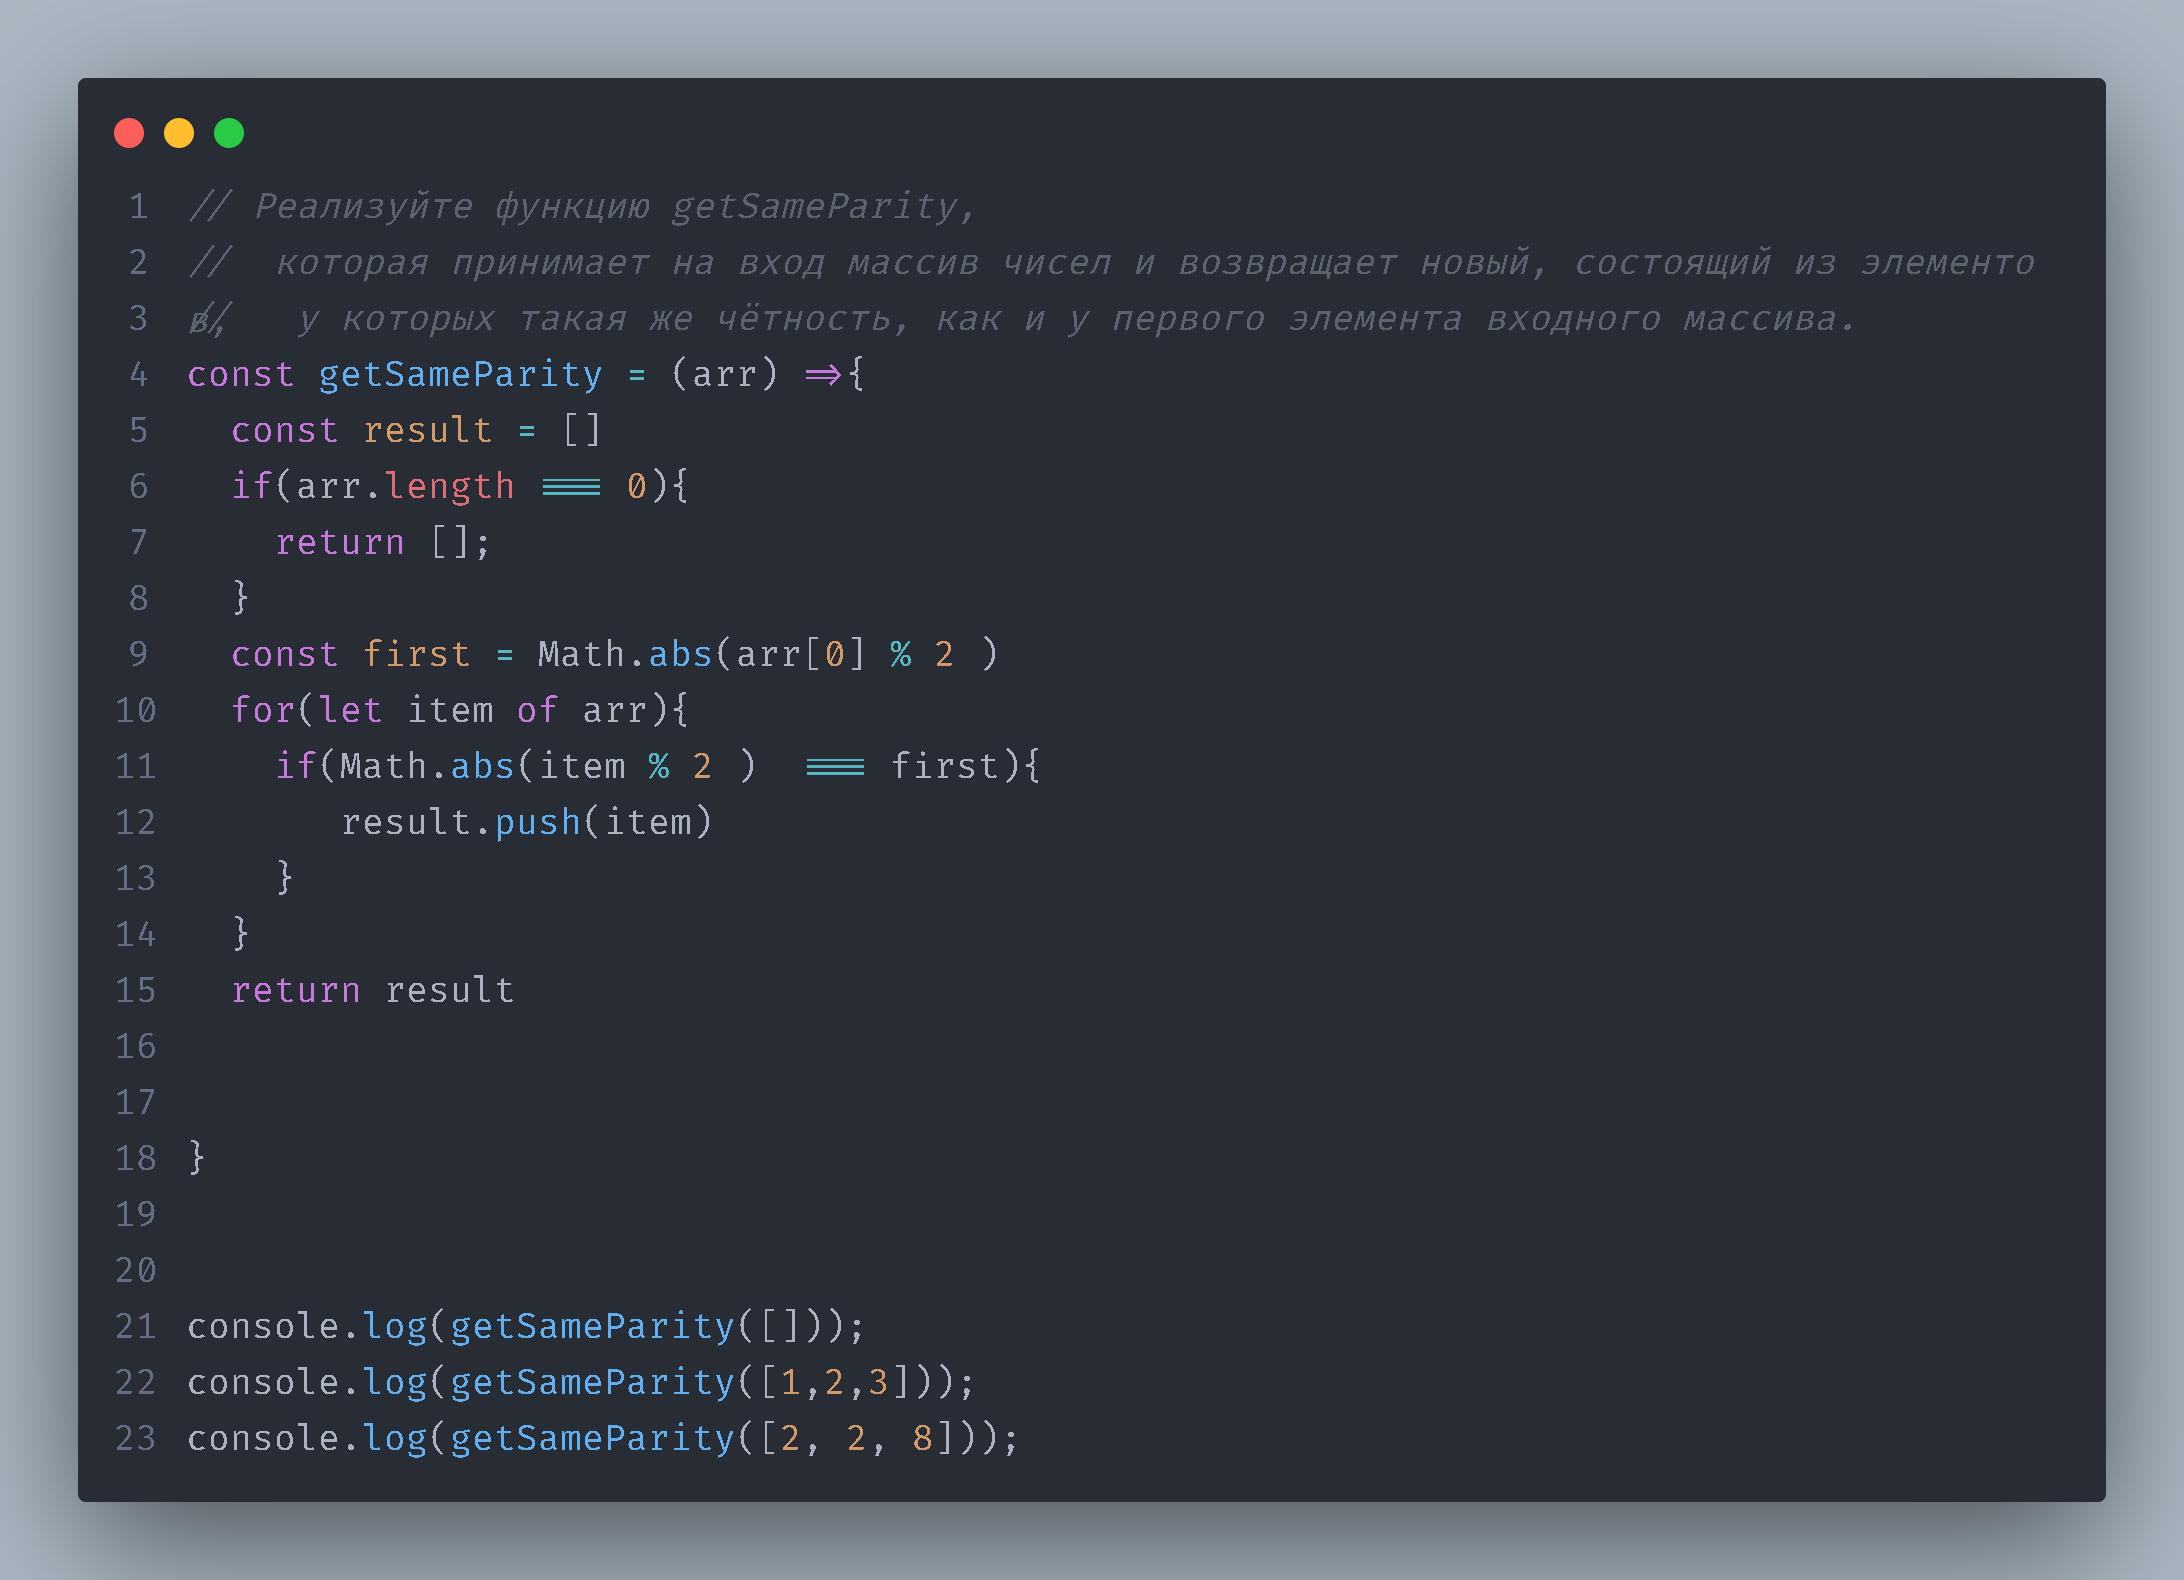 1 // Реализуйте функцию getSameParity,
2 //  которая принимает на вход массив чисел и возвращает новый, состоящий из элементо
в,
3 //   у которых такая же чётность, как и у первого элемента входного массива.
4 const getSameParity = (arr) =>{
5   const result = []
6   if(arr.length === 0){
7     return [];
8   }
9   const first = Math.abs(arr[0] % 2 )
10   for(let item of arr){
11     if(Math.abs(item % 2 )  === first){
12        result.push(item)
13     }
14   }
15   return result
16
17
18 }
19
20
21 console.log(getSameParity([]));
22 console.log(getSameParity([1,2,3]));
23 console.log(getSameParity([2, 2, 8]));